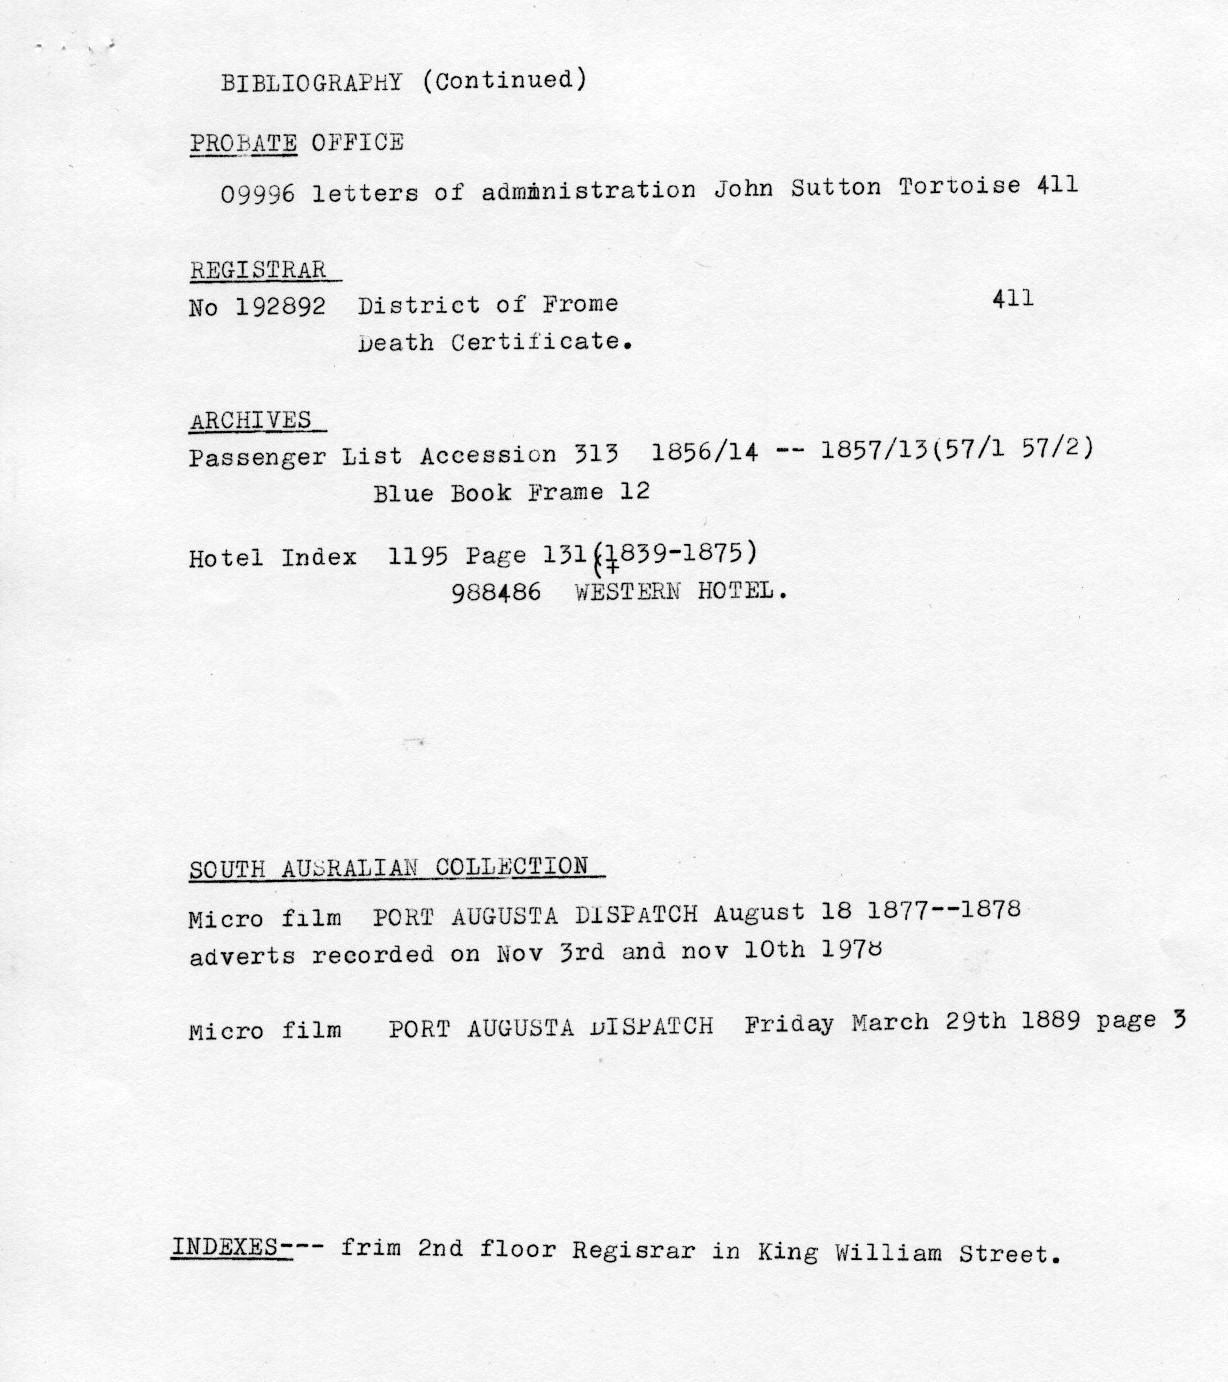 BIBLIOGRAPHY (Continued)
PROBATE OFFICE
09996 letters of administration John Sutton Tortoise 411
REGISTRAR
No 192892 District of Frome 411
Death Certificate.
ARCHIVES
Passenger List Accession 313 1856/14 -- 1857/13(57/1 57/2)
Blue Book Frame 12
Hotel Index 1195 Page 131(1839-1875)
988486 WESTERN HOTEL.
SOUTH AUSRALIAN COLLECTION
Micro film PORT AUGUSTA DISPATCH August 18 1877--1878
adverts recorded on Nov 3rd and nov 10th 1978
Micro film PORT AUGUSTA DISPATCH Friday March 29th 1889 page 3
INDEXES--- frim 2nd floor Regisrar in King William Street.